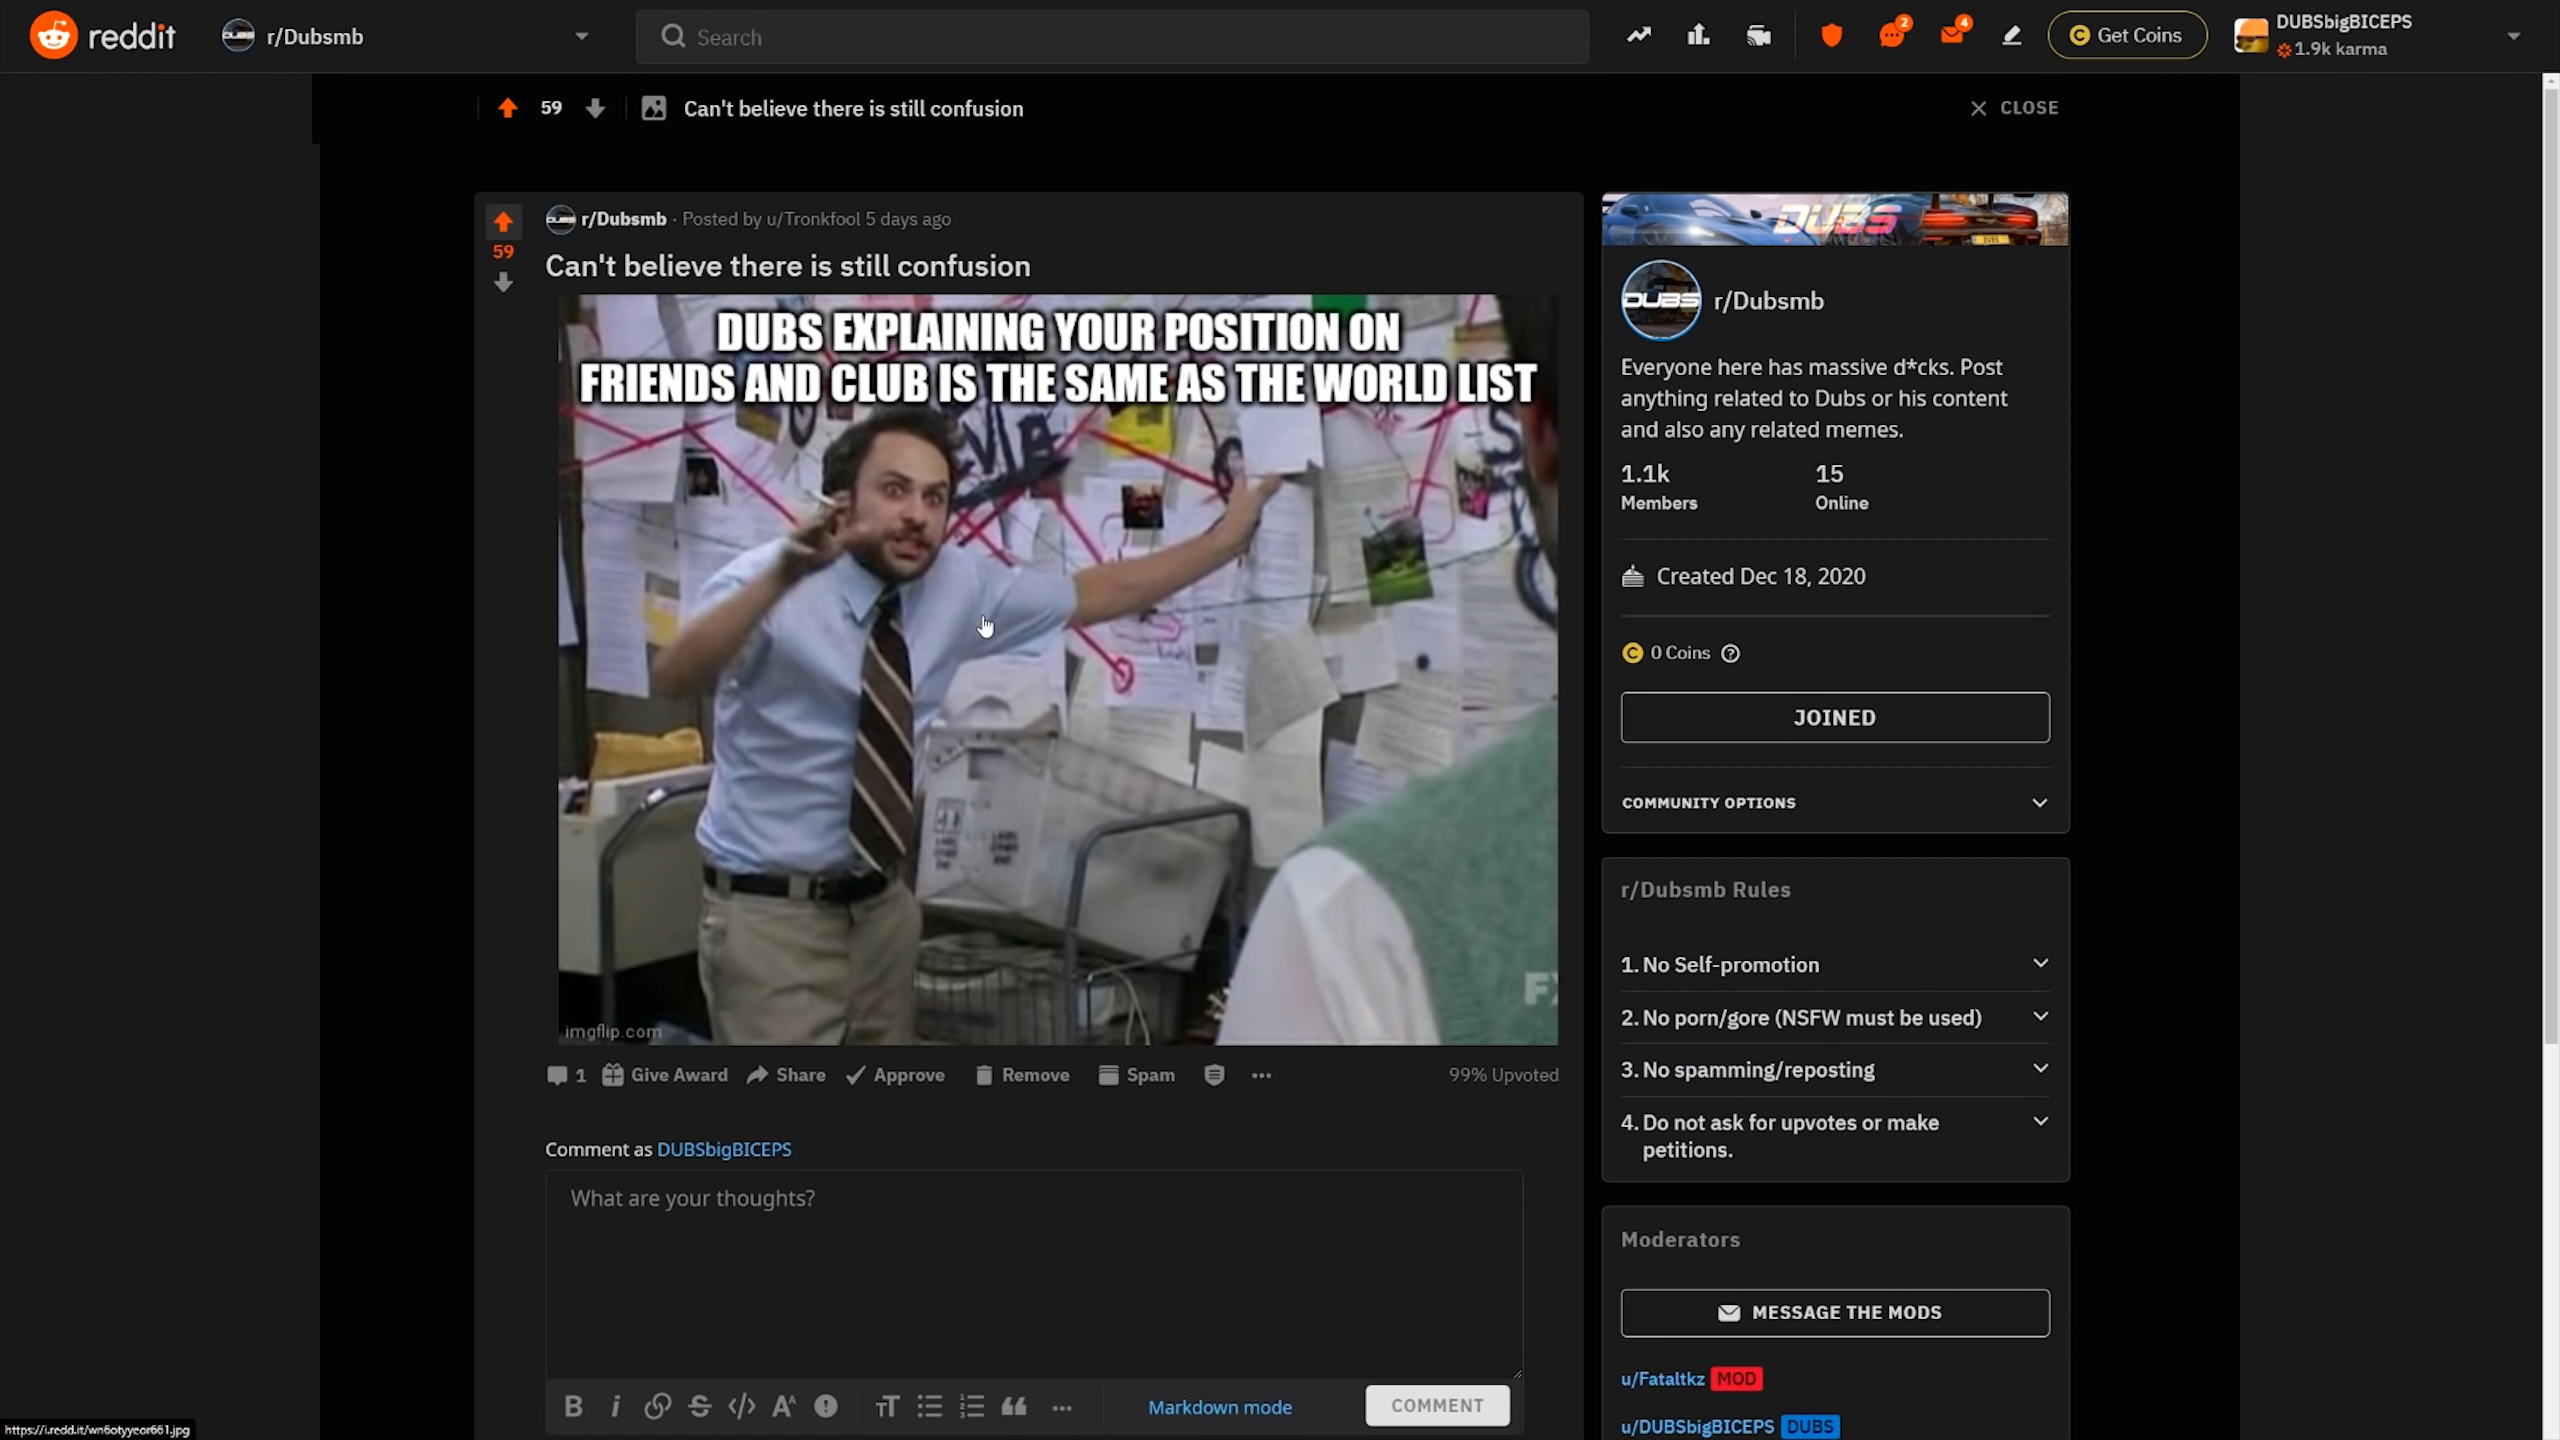 reddit
r/Dubsmb
Search
2
4
Get Coins
DUBSbigBICEPS
1.9k karma
59
Can't believe there is still confusion
CLOSE
59
r/Dubsmb · Posted by u/Tronkfool 5 days ago
Can't believe there is still confusion
DUBS EXPLAINING YOUR POSITION ON
FRIENDS AND CLUB IS THE SAME AS THE WORLD LIST
imgflip.com
1
Give Award
Share
Approve
Remove
Spam
99% Upvoted
Comment as DUBSbigBICEPS
What are your thoughts?
Markdown mode
COMMENT
DUBS
DUBS
r/Dubsmb
Everyone here has massive d*cks. Post
anything related to Dubs or his content
and also any related memes.
1.1k
Members
15
Online
Created Dec 18, 2020
0 Coins
JOINED
COMMUNITY OPTIONS
r/Dubsmb Rules
1. No Self-promotion
2. No porn/gore (NSFW must be used)
3. No spamming/reposting
4. Do not ask for upvotes or make
petitions.
Moderators
MESSAGE THE MODS
u/Fataltkz MOD
u/DUBSbigBICEPS DUBS